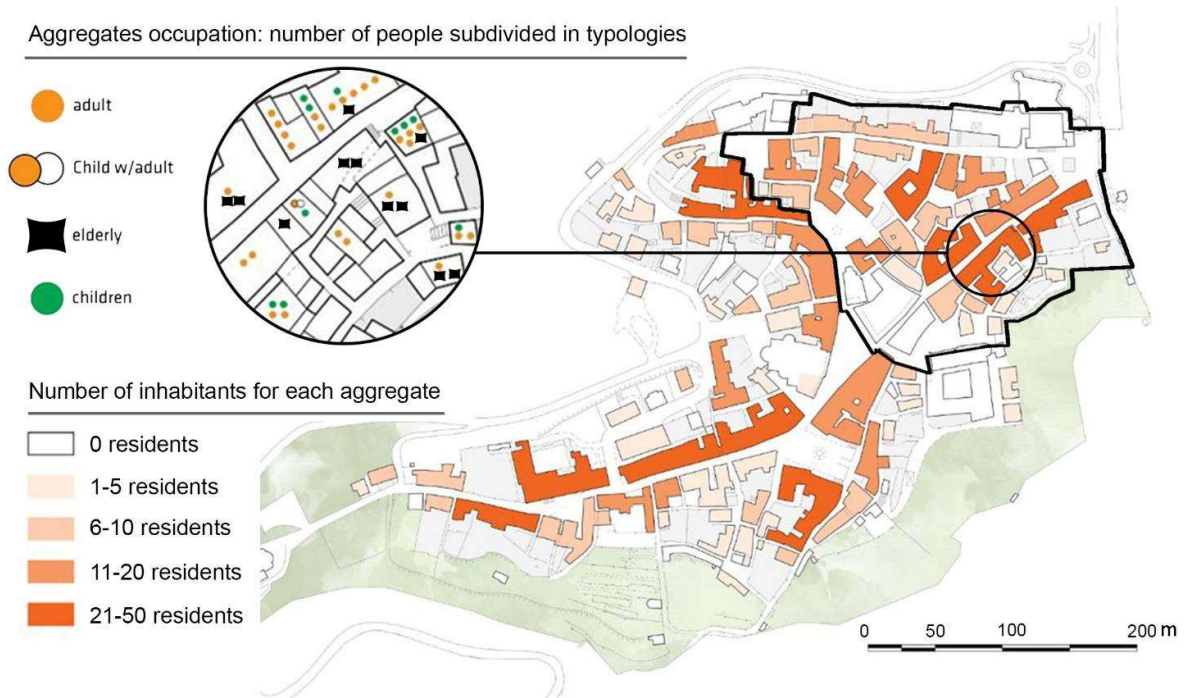 Aggregates occupation: number of people subdivided in typologies
adult
Child w/adult
elderly
children
Number of inhabitants for each aggregate
0 residents
1-5 residents
6-10 residents
11-20 residents
21-50 residents
0 50 100 200 m